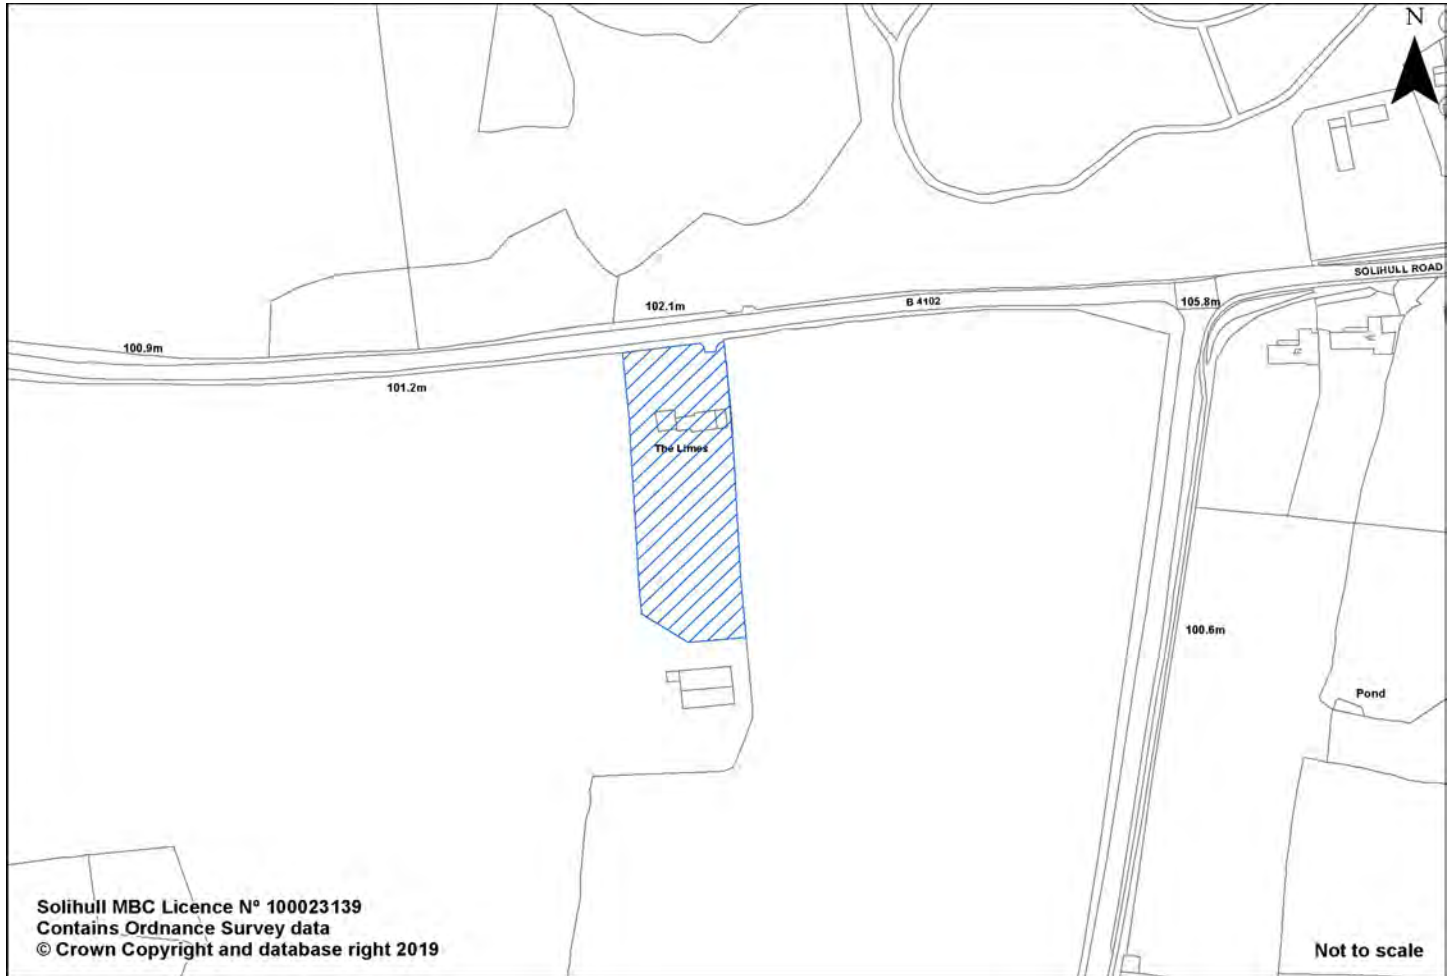 N
SOLIHULL ROAD
105.8m
B 4102
102.1m
100.9m
101.2m
The Limes
100.6m
Pond
Solihull MBC Licence Nº 100023139
Contains Ordnance Survey data
© Crown Copyright and database right 2019
Not to scale